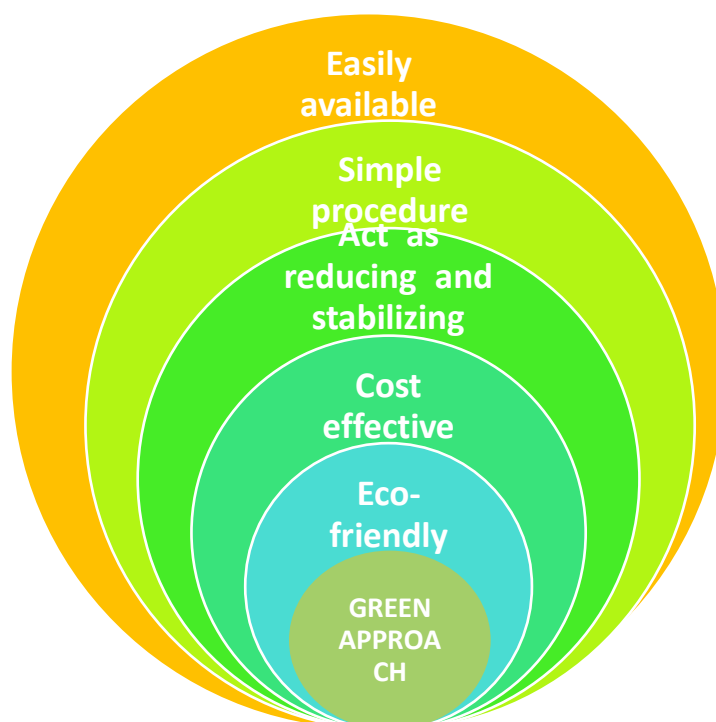 Easily
available
Simple
procedure
Act as
reducing and
stabilizing
Cost
effective
Eco-
friendly
GREEN
APPROA
CH